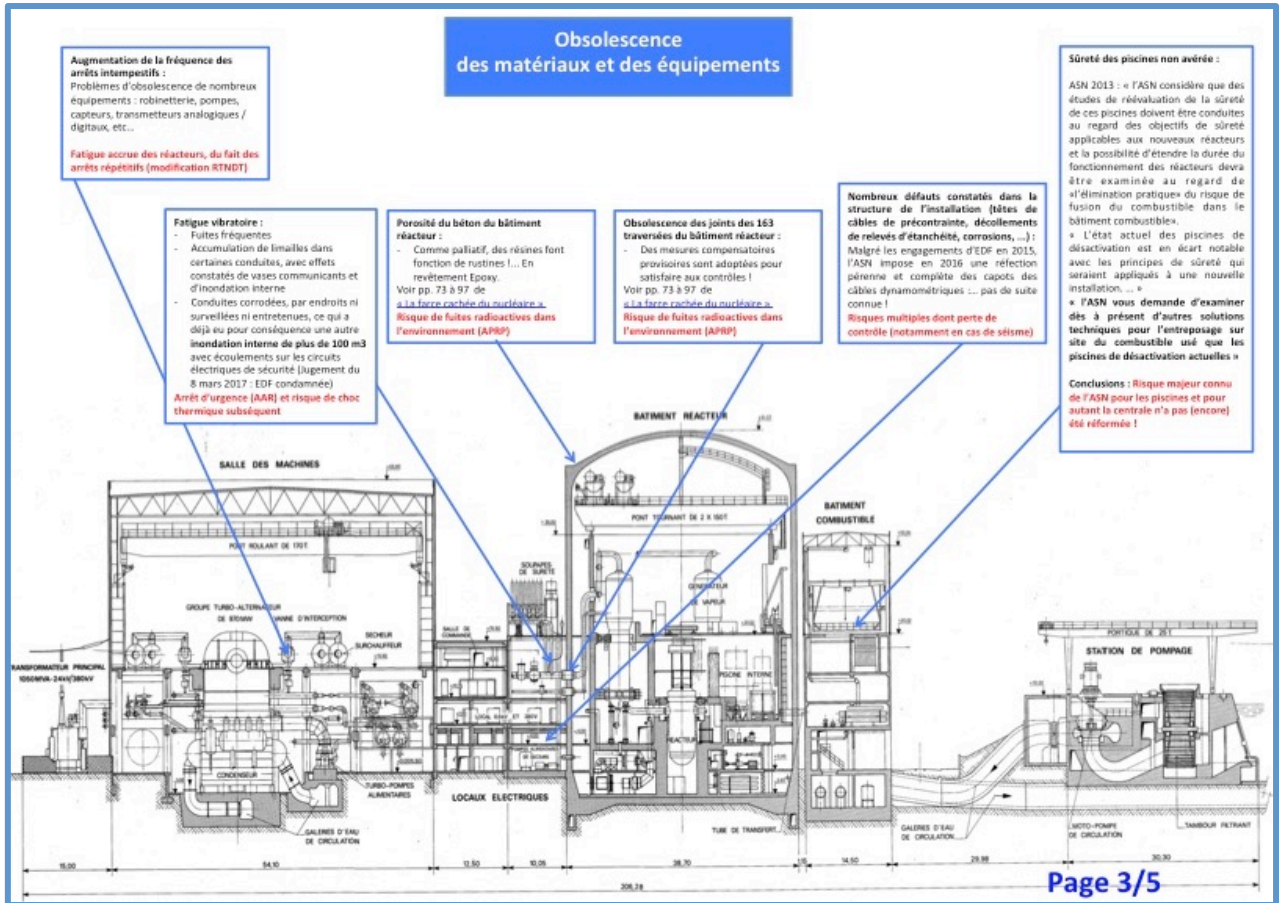 Obsolescence
des matériaux et des équipements
Augmentation de la fréquence des
arrêts intempestifs :
Problèmes d'obsolescence de nombreux
équipements : robinetterie, pompes,
capteurs, transmetteurs analogiques /
digitaux, etc...
Fatigue accrue des réacteurs, du fait des
arrêts répétitifs (modification RTNDT)
Fatigue vibratoire :
- Fuites fréquentes
- Accumulation de limailles dans
certaines conduites, avec effets
constatés de vases communicants et
d'inondation interne
- Conduites corrodées, par endroits ni
surveillées ni entretenues, ce qui a
déjà eu pour conséquence une autre
inondation interne de plus de 100 m3
avec écoulements sur les circuits
électriques de sécurité (Jugement du
8 mars 2017 : EDF condamnée)
Arrêt d'urgence (AAR) et risque de choc
thermique subséquent
Porosité du béton du bâtiment
réacteur :
- Comme palliatif, des résines font
fonction de rustines !... En
revêtement Epoxy.
Voir pp. 73 à 97 de
« La farce cachée du nucléaire »
Risque de fuites radioactives dans
l'environnement (APRP)
Obsolescence des joints des 163
traversées du bâtiment réacteur :
- Des mesures compensatoires
provisoires sont adoptées pour
satisfaire aux contrôles !
Voir pp. 73 à 97 de
« La farce cachée du nucléaire »
Risque de fuites radioactives dans
l'environnement (APRP)
Nombreux défauts constatés dans la
structure de l'installation (têtes de
câbles de précontrainte, décollements
de relevés d'étanchéité, corrosions, ...) :
Malgré les engagements d'EDF en 2015,
l'ASN impose en 2016 une réfection
pérenne et complète des capots des
câbles dynamométriques :... pas de suite
connue !
Risques multiples dont perte de
contrôle (notamment en cas de séisme)
Sûreté des piscines non avérée :
ASN 2013 : « l'ASN considère que des
études de réévaluation de la sûreté
de ces piscines doivent être conduites
au regard des objectifs de sûreté
applicables aux nouveaux réacteurs
et la possibilité d'étendre la durée du
fonctionnement des réacteurs devra
être examinée au regard de
«l'élimination pratique» du risque de
fusion du combustible dans le
bâtiment combustible».
« L'état actuel des piscines de
désactivation est en écart notable
avec les principes de sûreté qui
seraient appliqués à une nouvelle
installation. ... »
« l'ASN vous demande d'examiner
dès à présent d'autres solutions
techniques pour l'entreposage sur
site du combustible usé que les
piscines de désactivation actuelles »
Conclusions : Risque majeur connu
de l'ASN pour les piscines et pour
autant la centrale n'a pas (encore)
été réformée !
BATIMENT REACTEUR
SALLE DES MACHINES
BATIMENT
COMBUSTIBLE
PONT TOURNANT DE 2 X 160T.
PONT ROULANT DE 170T.
SOUPAPES
DE SURETE
GENERATEUR
DE VAPEUR
GROUPE TURBO-ALTERNATEUR
DE 970MW
VANNE D'INTERCEPTION
SECHEUR
SURCHAUFFEUR
SALLE DE
COMMANDE
PORTIQUE DE 25T
STATION DE POMPAGE
TRANSFORMATEUR PRINCIPAL
1050MVA-24kV/380kV
PISCINE INTERNE
REACTEUR
CONDENSEUR
TURBO-POMPES
ALIMENTAIRES
LOCAUX ELECTRIQUES
GALERIES D'EAU
DE CIRCULATION
TUBE DE TRANSFERT
GALERIES D'EAU
DE CIRCULATION
MOTO-POMPE
DE CIRCULATION
TAMBOUR FILTRANT
12,50
10,05
38,70
14,50
29,98
30,30
Page 3/5